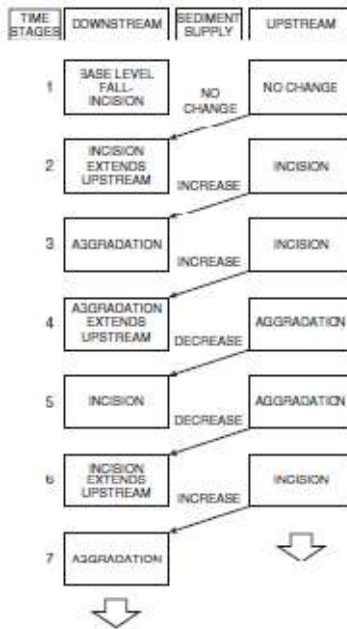 TIME
STAGES
DOWNSTREAM
SEDIMENT
SUPPLY
UPSTREAM
1
BASE LEVEL
FALL-
INCISION
NO
CHANGE
NO CHANGE
2
INCISION
EXTENDS
UPSTREAM
INCREASE
INCISION
3
AGGRADATION
INCREASE
INCISION
4
AGGRADATION
EXTENDS
UPSTREAM
DECREASE
AGGRADATION
5
INCISION
DECREASE
AGGRADATION
6
INCISION
EXTENDS
UPSTREAM
INCREASE
INCISION
7
AGGRADATION